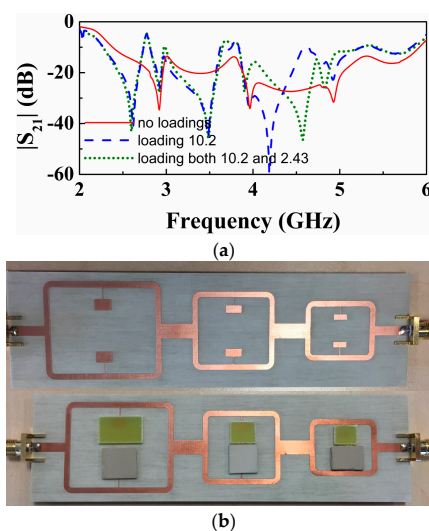 (a)
0
-20
-40
-60
|S21| (dB)
no loadings
loading 10.2
loading both 10.2 and 2.43
2 3 4 5 6
Frequency (GHz)
(b)